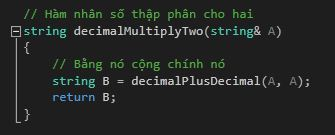 // Hàm nhân số thập phân cho hai
string decimalMultiplyTwo(string& A)
{
// Bằng nó cộng chính nó
string B = decimalPlusDecimal(A, A);
return B;
}